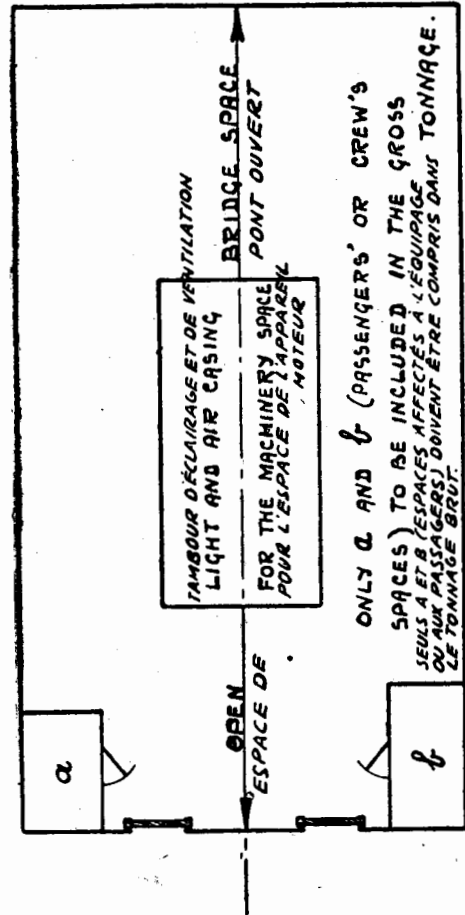 a
OPEN
ESPACE DE
TAMBOUR D'ÉCLAIRAGE ET DE VENTILATION
LIGHT AND AIR CASING
FOR THE MACHINERY SPACE
POUR L'ESPACE DE L'APPAREIL
MOTEUR
BRIDGE SPACE
PONT OUVERT
b
ONLY a AND b (PASSENGERS' OR CREW'S
SPACES) TO BE INCLUDED IN THE GROSS
SEULS A ET B (ESPACES AFFECTÉS À L'ÉQUIPAGE
OU AUX PASSAGERS) DOIVENT ÊTRE COMPRIS DANS TONNAGE.
LE TONNAGE BRUT.